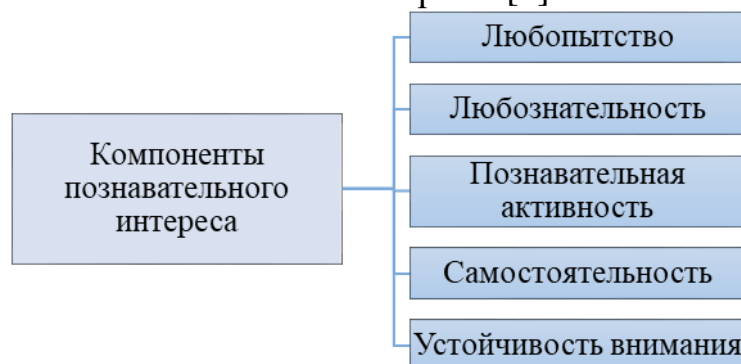 Любопытство
Любознательность
Компоненты
познавательного
интереса
Познавательная
активность
Самостоятельность
Устойчивость внимания